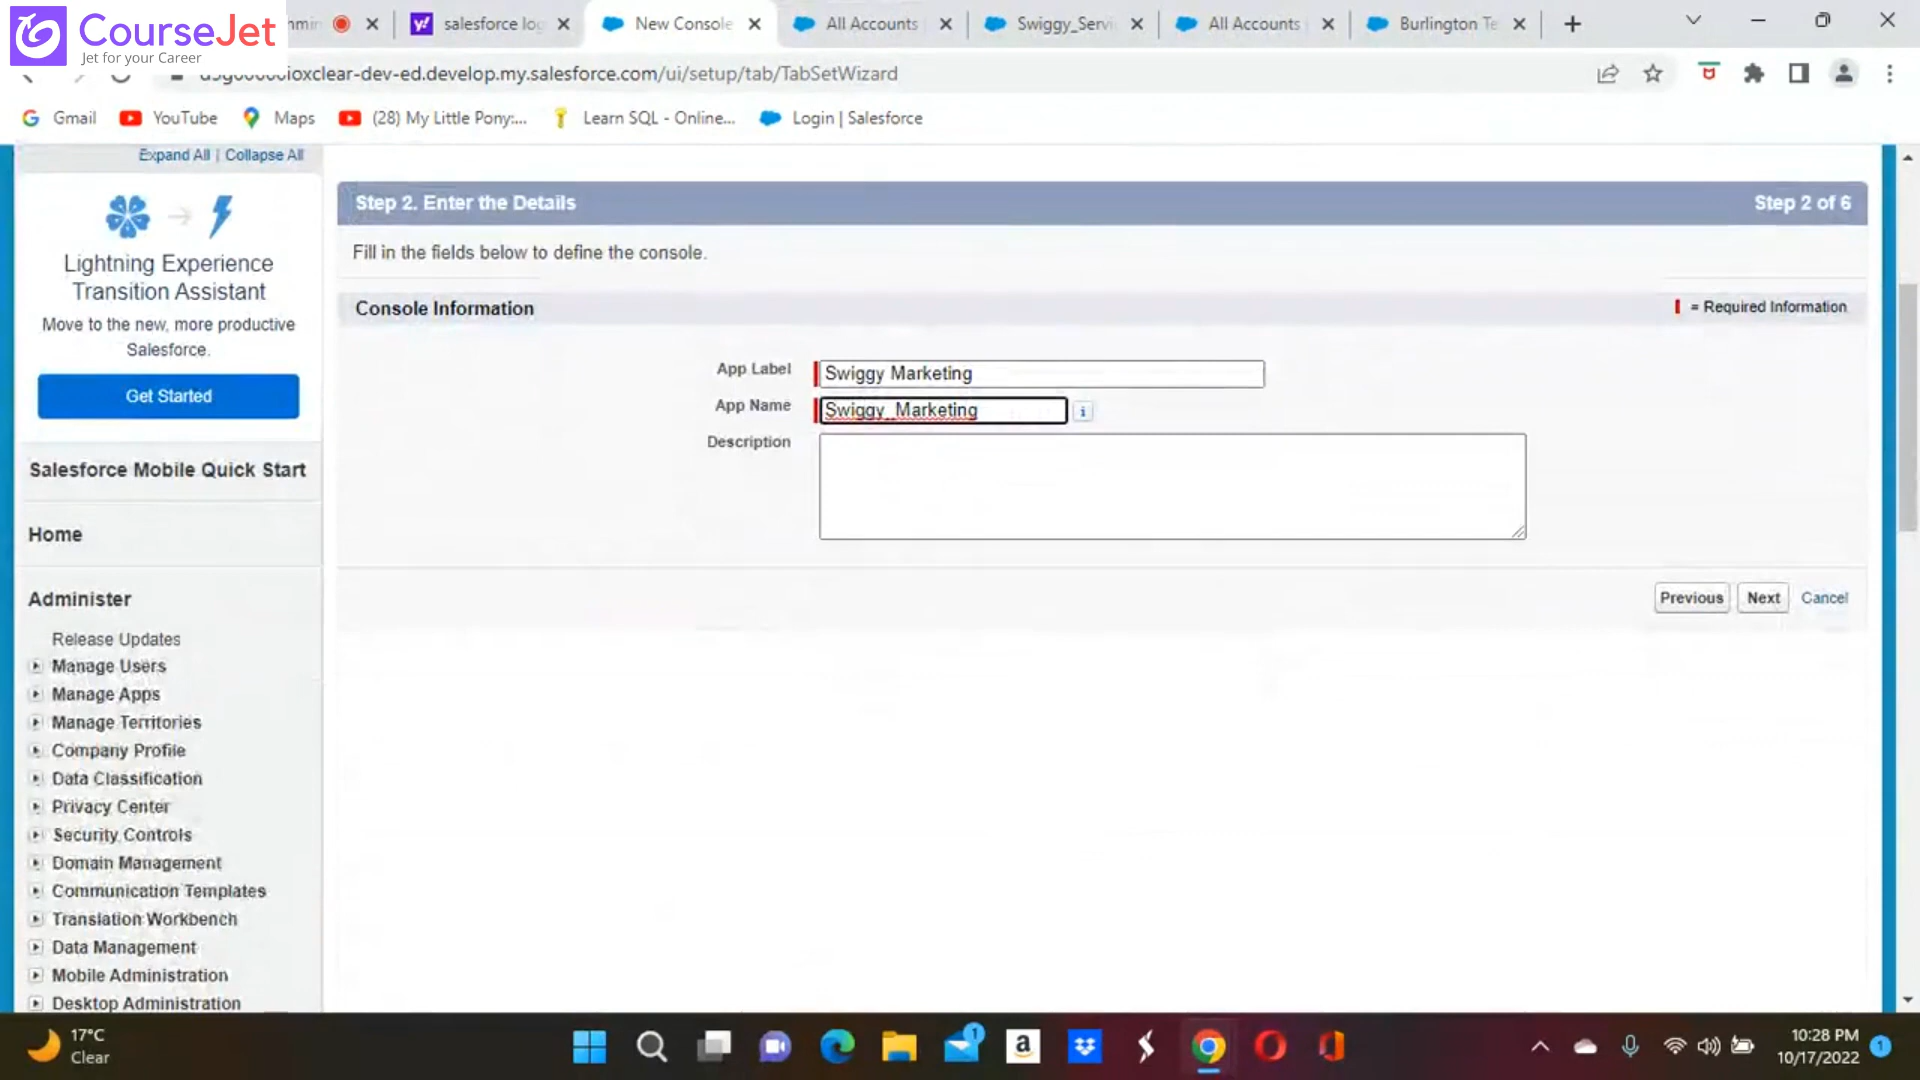 CourseJet
Jet for your Career
salesforce log
New Console
All Accounts
Swiggy_Servi
All Accounts
Burlington Te
ioxclear-dev-ed.develop.my.salesforce.com/ui/setup/tab/TabSetWizard
Gmail
YouTube
Maps
(28) My Little Pony:...
Learn SQL - Online...
Login | Salesforce
Expand All | Collapse All
Lightning Experience
Transition Assistant
Move to the new, more productive
Salesforce.
Get Started
Salesforce Mobile Quick Start
Home
Administer
Release Updates
Manage Users
Manage Apps
Manage Territories
Company Profile
Data Classification
Privacy Center
Security Controls
Domain Management
Communication Templates
Translation Workbench
Data Management
Mobile Administration
Desktop Administration
Step 2. Enter the Details
Step 2 of 6
Fill in the fields below to define the console.
Console Information
= Required Information
App Label
Swiggy Marketing
App Name
Swiggy_Marketing
i
Description
Previous
Next
Cancel
17°C
Clear
1
a
10:28 PM
10/17/2022
1